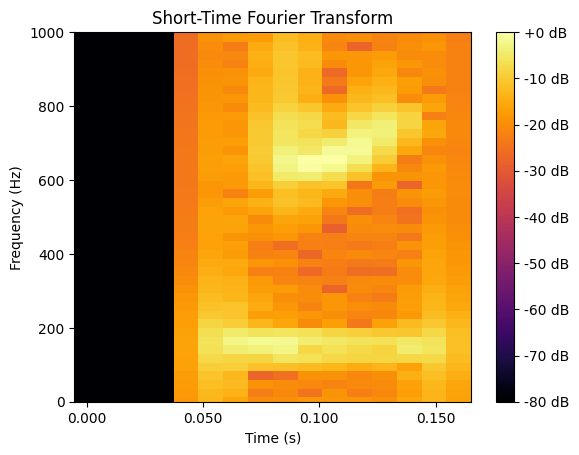 Short-Time Fourier Transform
1000
800
600
400
200
0
Frequency (Hz)
0.000
0.050
0.100
0.150
Time (s)
+0 dB
-10 dB
-20 dB
-30 dB
-40 dB
-50 dB
-60 dB
-70 dB
-80 dB